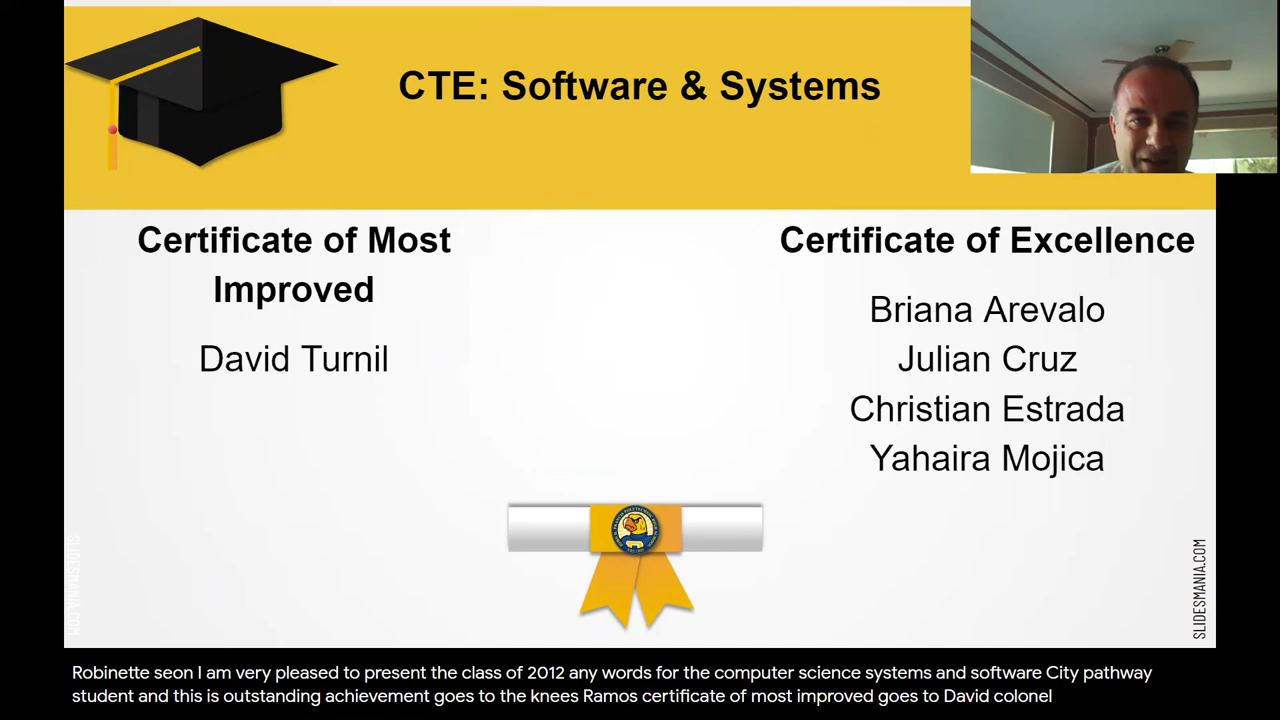 CTE: Software & Systems
Certificate of Most
Improved
David Turnil
Certificate of Excellence
Briana Arevalo
Julian Cruz
Christian Estrada
Yahaira Mojica
SLIDESMANIA.COM
SLIDESMANIA.COM
Robinette seon I am very pleased to present the class of 2012 any words for the computer science systems and software City pathway
student and this is outstanding achievement goes to the knees Ramos certificate of most improved goes to David colonel